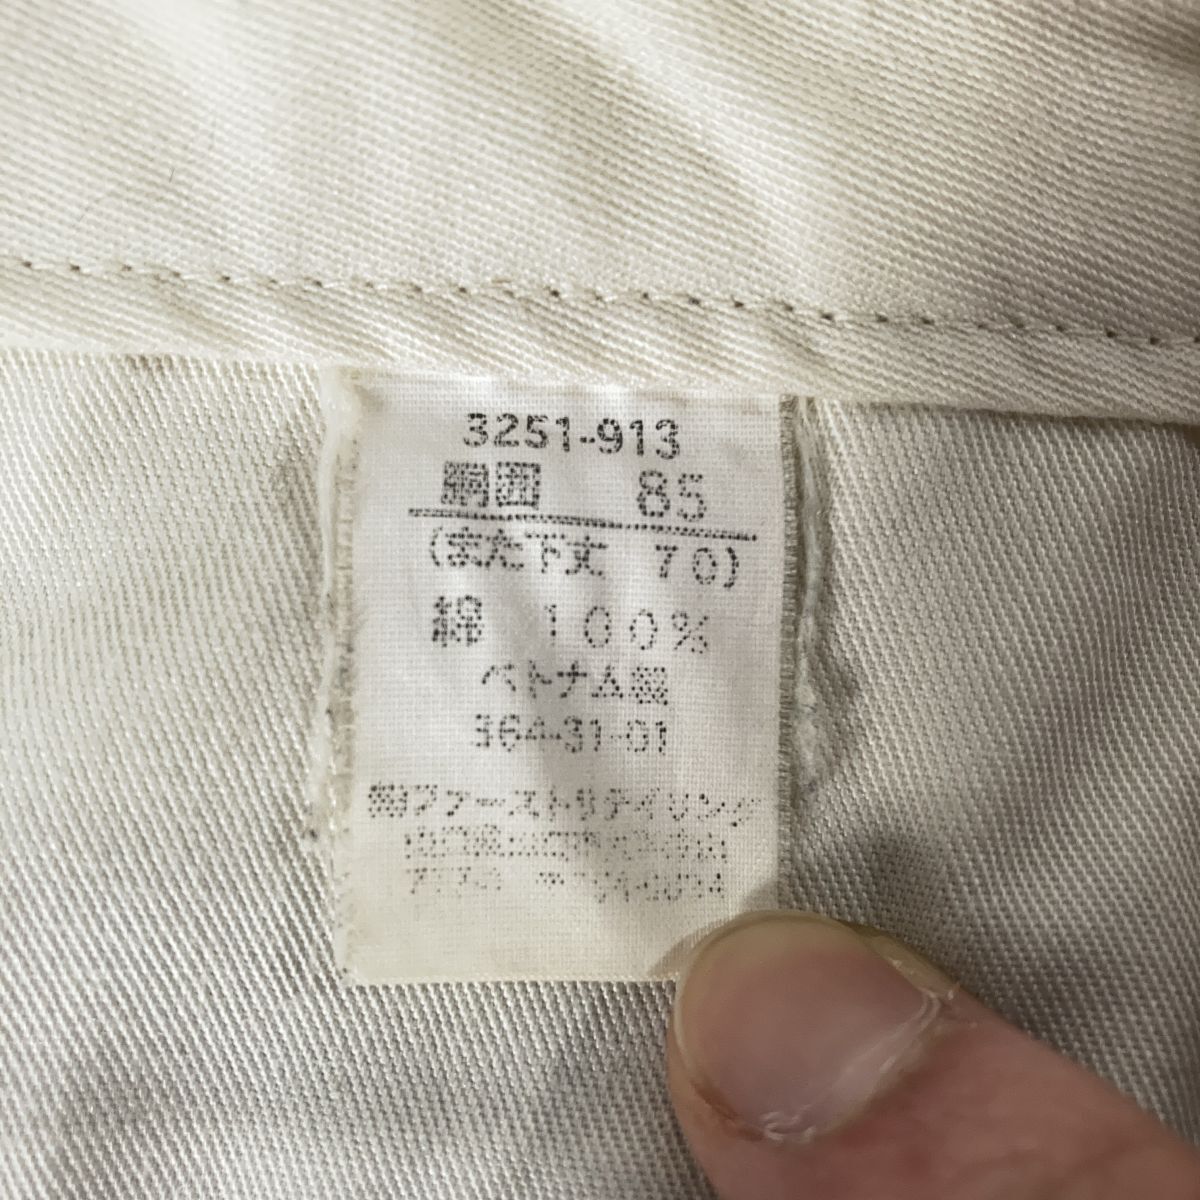 3251-913
胴囲 85
(また下丈 70)
綿 100%
ベトナム製
364-31-01
㈱ファーストリテイリング